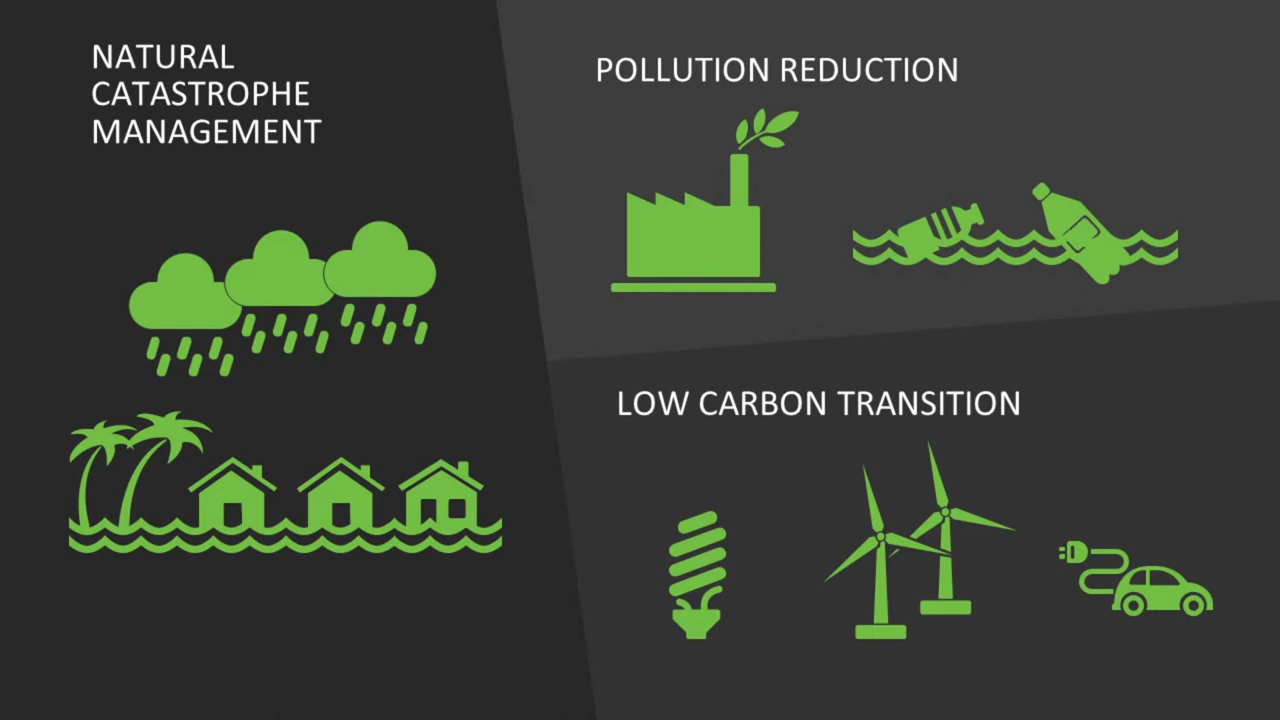 NATURAL
CATASTROPHE
MANAGEMENT
POLLUTION REDUCTION
LOW CARBON TRANSITION